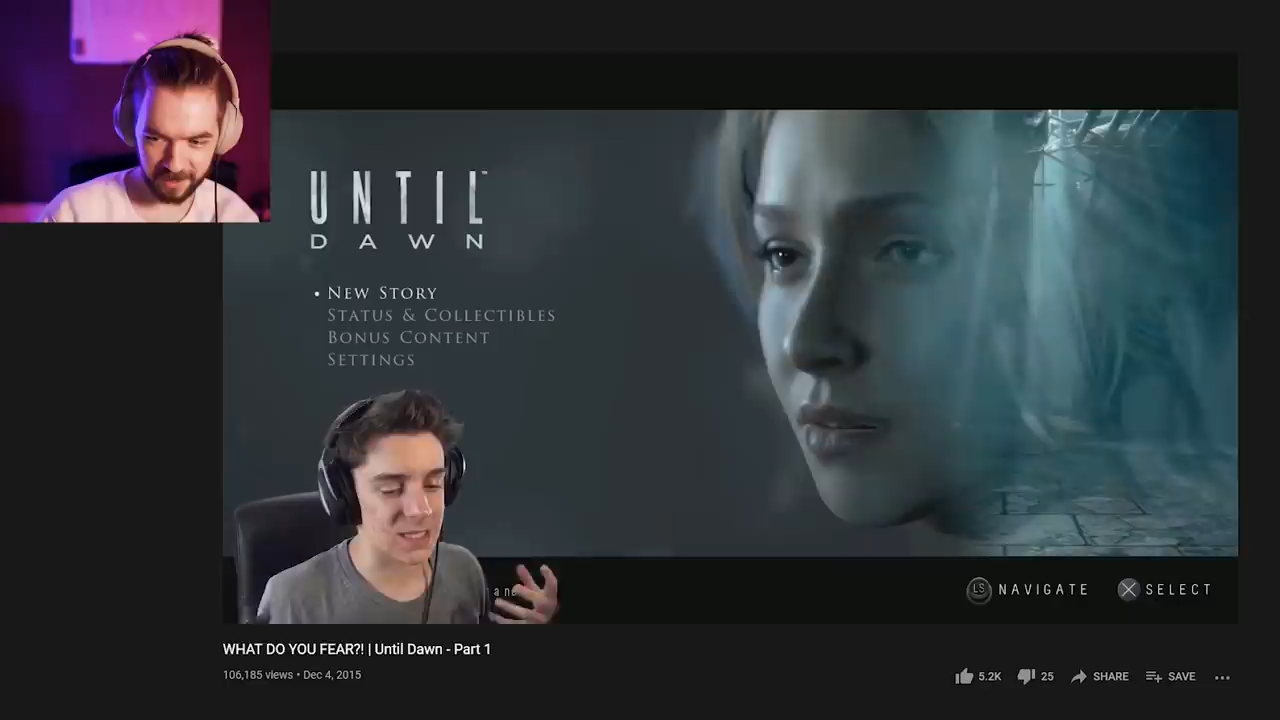 UNTIL™
DAWN
• NEW STORY
STATUS & COLLECTIBLES
BONUS CONTENT
SETTINGS
LS NAVIGATE SELECT
WHAT DO YOU FEAR?! | Until Dawn - Part 1
106,185 views • Dec 4, 2015
5.2K 25 SHARE SAVE